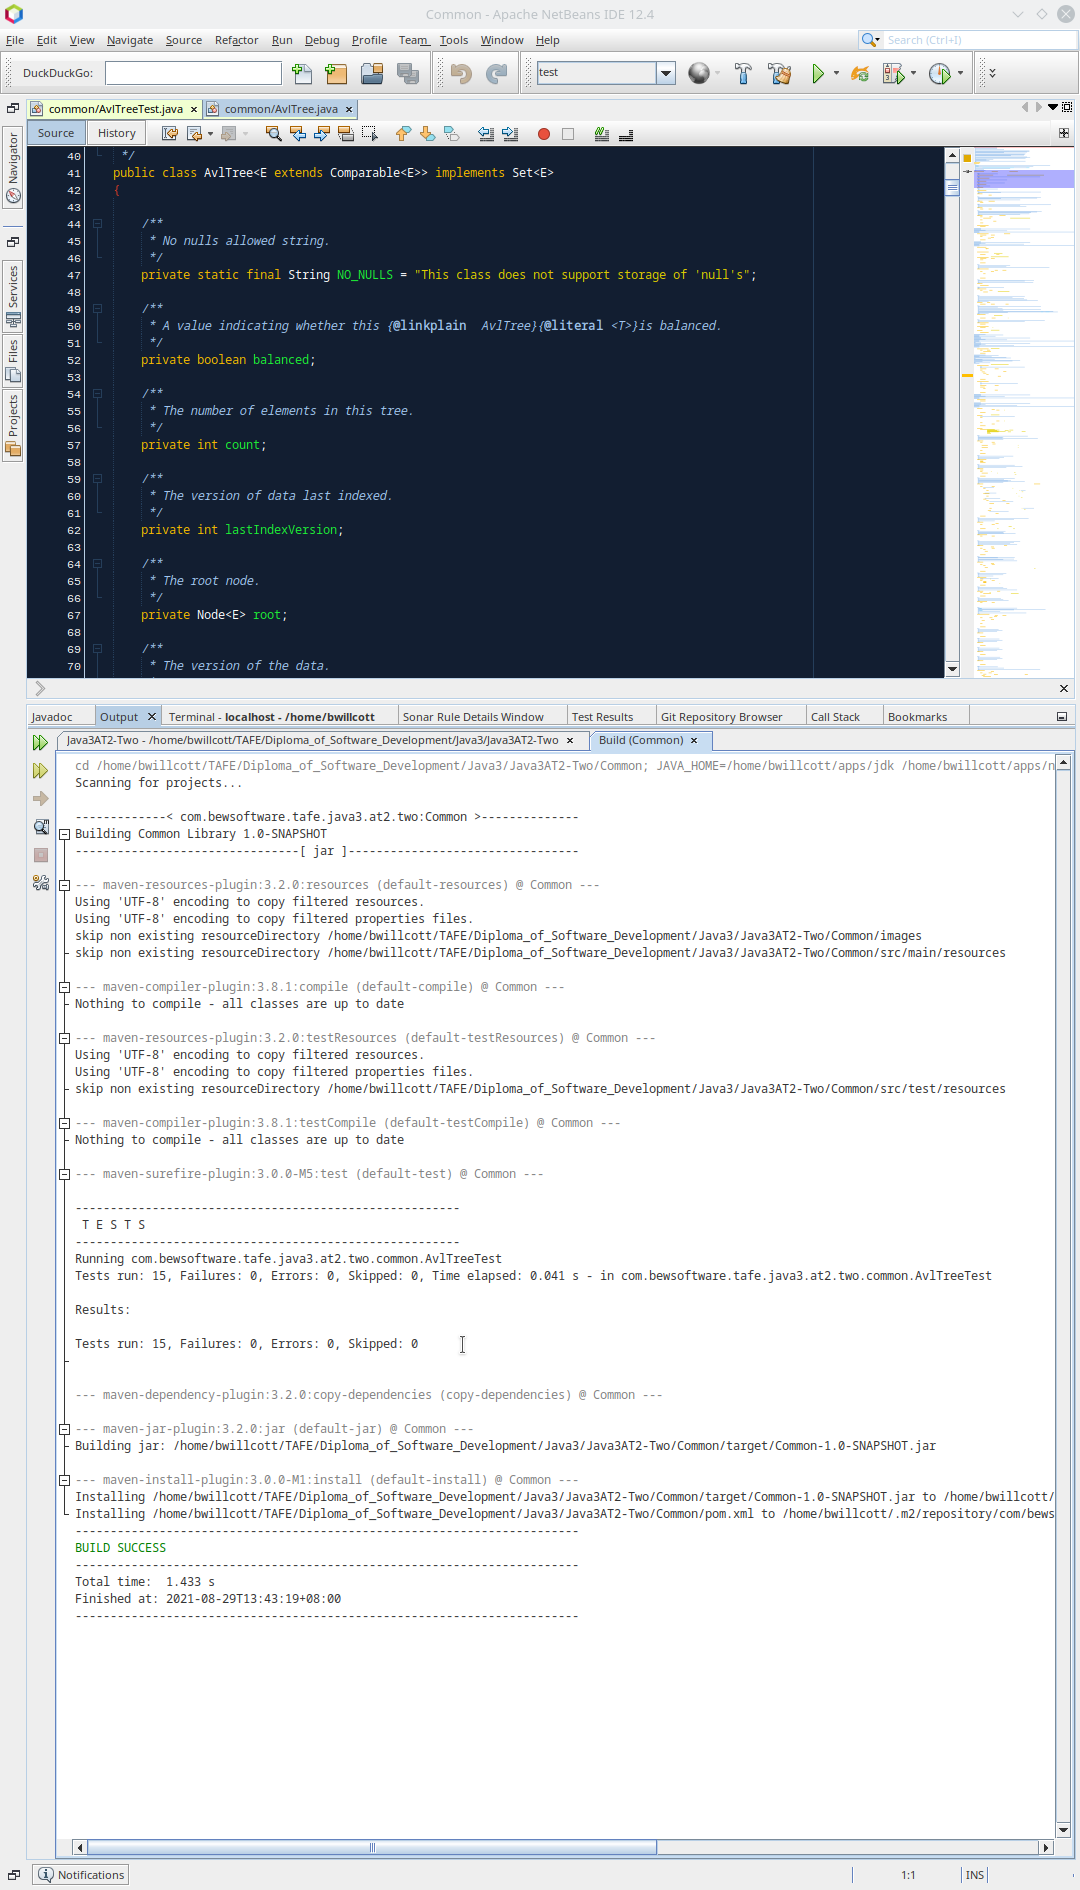 Common - Apache NetBeans IDE 12.4
File Edit View Navigate Source Refactor Run Debug Profile Team Tools Window Help
Search (Ctrl+I)
DuckDuckGo:
test
common/AvlTreeTest.java
common/AvlTree.java
Source History
Navigator
Services
Files
Projects
40 */
41 public class AvlTree<E extends Comparable<E>> implements Set<E>
42 {
43
44 /**
45 * No nulls allowed string.
46 */
47 private static final String NO_NULLS = "This class does not support storage of 'null's";
48
49 /**
50 * A value indicating whether this {@linkplain  AvlTree}{@literal <T>}is balanced.
51 */
52 private boolean balanced;
53
54 /**
55 * The number of elements in this tree.
56 */
57 private int count;
58
59 /**
60 * The version of data last indexed.
61 */
62 private int lastIndexVersion;
63
64 /**
65 * The root node.
66 */
67 private Node<E> root;
68
69 /**
70 * The version of the data.
Javadoc Output Terminal - localhost - /home/bwillcott Sonar Rule Details Window Test Results Git Repository Browser Call Stack Bookmarks
Java3AT2-Two - /home/bwillcott/TAFE/Diploma_of_Software_Development/Java3/Java3AT2-Two Build (Common)
cd /home/bwillcott/TAFE/Diploma_of_Software_Development/Java3/Java3AT2-Two/Common; JAVA_HOME=/home/bwillcott/apps/jdk /home/bwillcott/apps/n
Scanning for projects...
-------------< com.bewsoftware.tafe.java3.at2.two:Common >--------------
Building Common Library 1.0-SNAPSHOT
--------------------------------[ jar ]---------------------------------
--- maven-resources-plugin:3.2.0:resources (default-resources) @ Common ---
Using 'UTF-8' encoding to copy filtered resources.
Using 'UTF-8' encoding to copy filtered properties files.
skip non existing resourceDirectory /home/bwillcott/TAFE/Diploma_of_Software_Development/Java3/Java3AT2-Two/Common/images
skip non existing resourceDirectory /home/bwillcott/TAFE/Diploma_of_Software_Development/Java3/Java3AT2-Two/Common/src/main/resources
--- maven-compiler-plugin:3.8.1:compile (default-compile) @ Common ---
Nothing to compile - all classes are up to date
--- maven-resources-plugin:3.2.0:testResources (default-testResources) @ Common ---
Using 'UTF-8' encoding to copy filtered resources.
Using 'UTF-8' encoding to copy filtered properties files.
skip non existing resourceDirectory /home/bwillcott/TAFE/Diploma_of_Software_Development/Java3/Java3AT2-Two/Common/src/test/resources
--- maven-compiler-plugin:3.8.1:testCompile (default-testCompile) @ Common ---
Nothing to compile - all classes are up to date
--- maven-surefire-plugin:3.0.0-M5:test (default-test) @ Common ---
-------------------------------------------------------
T E S T S
-------------------------------------------------------
Running com.bewsoftware.tafe.java3.at2.two.common.AvlTreeTest
Tests run: 15, Failures: 0, Errors: 0, Skipped: 0, Time elapsed: 0.041 s - in com.bewsoftware.tafe.java3.at2.two.common.AvlTreeTest
Results:
Tests run: 15, Failures: 0, Errors: 0, Skipped: 0
--- maven-dependency-plugin:3.2.0:copy-dependencies (copy-dependencies) @ Common ---
--- maven-jar-plugin:3.2.0:jar (default-jar) @ Common ---
Building jar: /home/bwillcott/TAFE/Diploma_of_Software_Development/Java3/Java3AT2-Two/Common/target/Common-1.0-SNAPSHOT.jar
--- maven-install-plugin:3.0.0-M1:install (default-install) @ Common ---
Installing /home/bwillcott/TAFE/Diploma_of_Software_Development/Java3/Java3AT2-Two/Common/target/Common-1.0-SNAPSHOT.jar to /home/bwillcott/
Installing /home/bwillcott/TAFE/Diploma_of_Software_Development/Java3/Java3AT2-Two/Common/pom.xml to /home/bwillcott/.m2/repository/com/bews
------------------------------------------------------------------------
BUILD SUCCESS
------------------------------------------------------------------------
Total time:  1.433 s
Finished at: 2021-08-29T13:43:19+08:00
------------------------------------------------------------------------
Notifications
1:1 INS